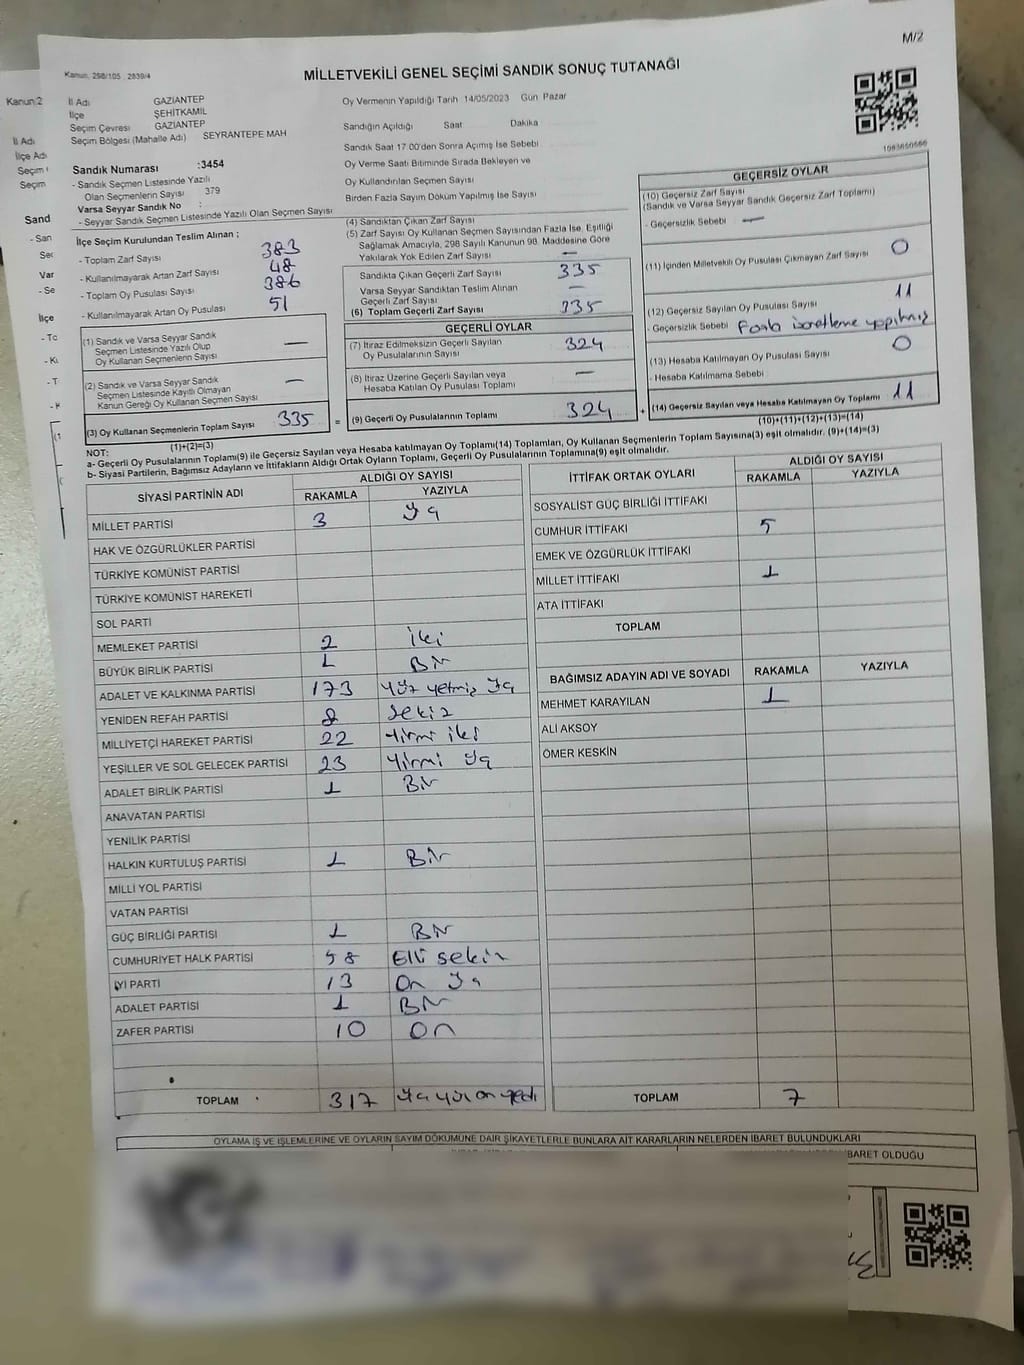 M/2
Kanun, 298/105 2839/4
MİLLETVEKİLİ GENEL SEÇİMİ SANDIK SONUÇ TUTANAĞI
İl Adı GAZİANTEP
İlçe ŞEHİTKAMİL
Seçim Çevresi GAZİANTEP
Seçim Bölgesi (Mahalle Adı) SEYRANTEPE MAH
Sandık Numarası :3454
- Sandık Seçmen Listesinde Yazılı
Olan Seçmenlerin Sayısı 379
Varsa Seyyar Sandık No :
- Seyyar Sandık Seçmen Listesinde Yazılı Olan Seçmen Sayısı
Oy Vermenin Yapıldığı Tarih 14/05/2023 Gün Pazar
Sandığın Açıldığı Saat Dakika
Sandık Saat 17:00'den Sonra Açımış İse Sebebi
Oy Verme Saati Bitiminde Sırada Bekleyen ve
Oy Kullandırılan Seçmen Sayısı
Birden Fazla Sayım Döküm Yapılmış İse Sayısı
1093650566
İlçe Seçim Kurulundan Teslim Alınan ;
- Toplam Zarf Sayısı 383
- Kullanılmayarak Artan Zarf Sayısı 48
- Toplam Oy Pusulası Sayısı 386
- Kullanılmayarak Artan Oy Pusulası 51
(1) Sandık ve Varsa Seyyar Sandık
Seçmen Listesinde Yazılı Olup
Oy Kullanan Seçmenlerin Sayısı —
(2) Sandık ve Varsa Seyyar Sandık
Seçmen Listesinde Kayıtlı Olmayan
Kanun Gereği Oy Kullanan Seçmen Sayısı —
(3) Oy Kullanan Seçmenlerin Toplam Sayısı 335
(1)+(2)=(3)
(4) Sandıktan Çıkan Zarf Sayısı
(5) Zarf Sayısı Oy Kullanan Seçmen Sayısından Fazla İse, Eşitliği
Sağlamak Amacıyla, 298 Sayılı Kanunun 98. Maddesine Göre
Yakılarak Yok Edilen Zarf Sayısı —
Sandıkta Çıkan Geçerli Zarf Sayısı 335
Varsa Seyyar Sandıktan Teslim Alınan
Geçerli Zarf Sayısı —
(6) Toplam Geçerli Zarf Sayısı 335
GEÇERLİ OYLAR
(7) İtiraz Edilmeksizin Geçerli Sayılan
Oy Pusulalarının Sayısı 324
(8) İtiraz Üzerine Geçerli Sayılan veya
Hesaba Katılan Oy Pusulası Toplamı —
= (9) Geçerli Oy Pusulalarının Toplamı 324 +
GEÇERSİZ OYLAR
(10) Geçersiz Zarf Sayısı
(Sandık ve Varsa Seyyar Sandık Geçersiz Zarf Toplamı)
- Geçersizlik Sebebi —
(11) İçinden Milletvekili Oy Pusulası Çıkmayan Zarf Sayısı 0
(12) Geçersiz Sayılan Oy Pusulası Sayısı 11
- Geçersizlik Sebebi Fazla isretleme yapılmış
(13) Hesaba Katılmayan Oy Pusulası Sayısı 0
- Hesaba Katılmama Sebebi
(14) Geçersiz Sayılan veya Hesaba Katılmayan Oy Toplamı 11
(10)+(11)+(12)+(13)=(14)
NOT:
a- Geçerli Oy Pusulalarının Toplamı(9) ile Geçersiz Sayılan veya Hesaba katılmayan Oy Toplamı(14) Toplamları, Oy Kullanan Seçmenlerin Toplam Sayısına(3) eşit olmalıdır. (9)+(14)=(3)
b- Siyasi Partilerin, Bağımsız Adayların ve İttifakların Aldığı Ortak Oyların Toplamı, Geçerli Oy Pusulalarının Toplamına(9) eşit olmalıdır.
SİYASİ PARTİNİN ADI ALDIĞI OY SAYISI
RAKAMLA YAZIYLA
MİLLET PARTİSİ 3 Üç
HAK VE ÖZGÜRLÜKLER PARTİSİ
TÜRKİYE KOMÜNİST PARTİSİ
TÜRKİYE KOMÜNİST HAREKETİ
SOL PARTİ
MEMLEKET PARTİSİ 2 İki
BÜYÜK BİRLİK PARTİSİ 1 Bir
ADALET VE KALKINMA PARTİSİ 173 Yüz yetmiş Üç
YENİDEN REFAH PARTİSİ 8 Sekiz
MİLLİYETÇİ HAREKET PARTİSİ 22 Yirmi iki
YEŞİLLER VE SOL GELECEK PARTİSİ 23 Yirmi Üç
ADALET BİRLİK PARTİSİ 1 Bir
ANAVATAN PARTİSİ
YENİLİK PARTİSİ
HALKIN KURTULUŞ PARTİSİ 1 Bir
MİLLİ YOL PARTİSİ
VATAN PARTİSİ
GÜÇ BİRLİĞİ PARTİSİ 1 Bir
CUMHURİYET HALK PARTİSİ 58 Elli sekiz
İYİ PARTİ 13 On Üç
ADALET PARTİSİ 1 Bir
ZAFER PARTİSİ 10 On
TOPLAM 317 Üç yüz on yedi
İTTİFAK ORTAK OYLARI ALDIĞI OY SAYISI
RAKAMLA YAZIYLA
SOSYALİST GÜÇ BİRLİĞİ İTTİFAKI
CUMHUR İTTİFAKI 5
EMEK VE ÖZGÜRLÜK İTTİFAKI
MİLLET İTTİFAKI 1
ATA İTTİFAKI
TOPLAM
BAĞIMSIZ ADAYIN ADI VE SOYADI RAKAMLA YAZIYLA
MEHMET KARAYILAN 1
ALİ AKSOY
ÖMER KESKİN
TOPLAM 7
OYLAMA İŞ VE İŞLEMLERİNE VE OYLARIN SAYIM DÖKÜMÜNE DAİR ŞİKAYETLERLE BUNLARA AİT KARARLARIN NELERDEN İBARET BULUNDUKLARI
İBARET OLDUĞU